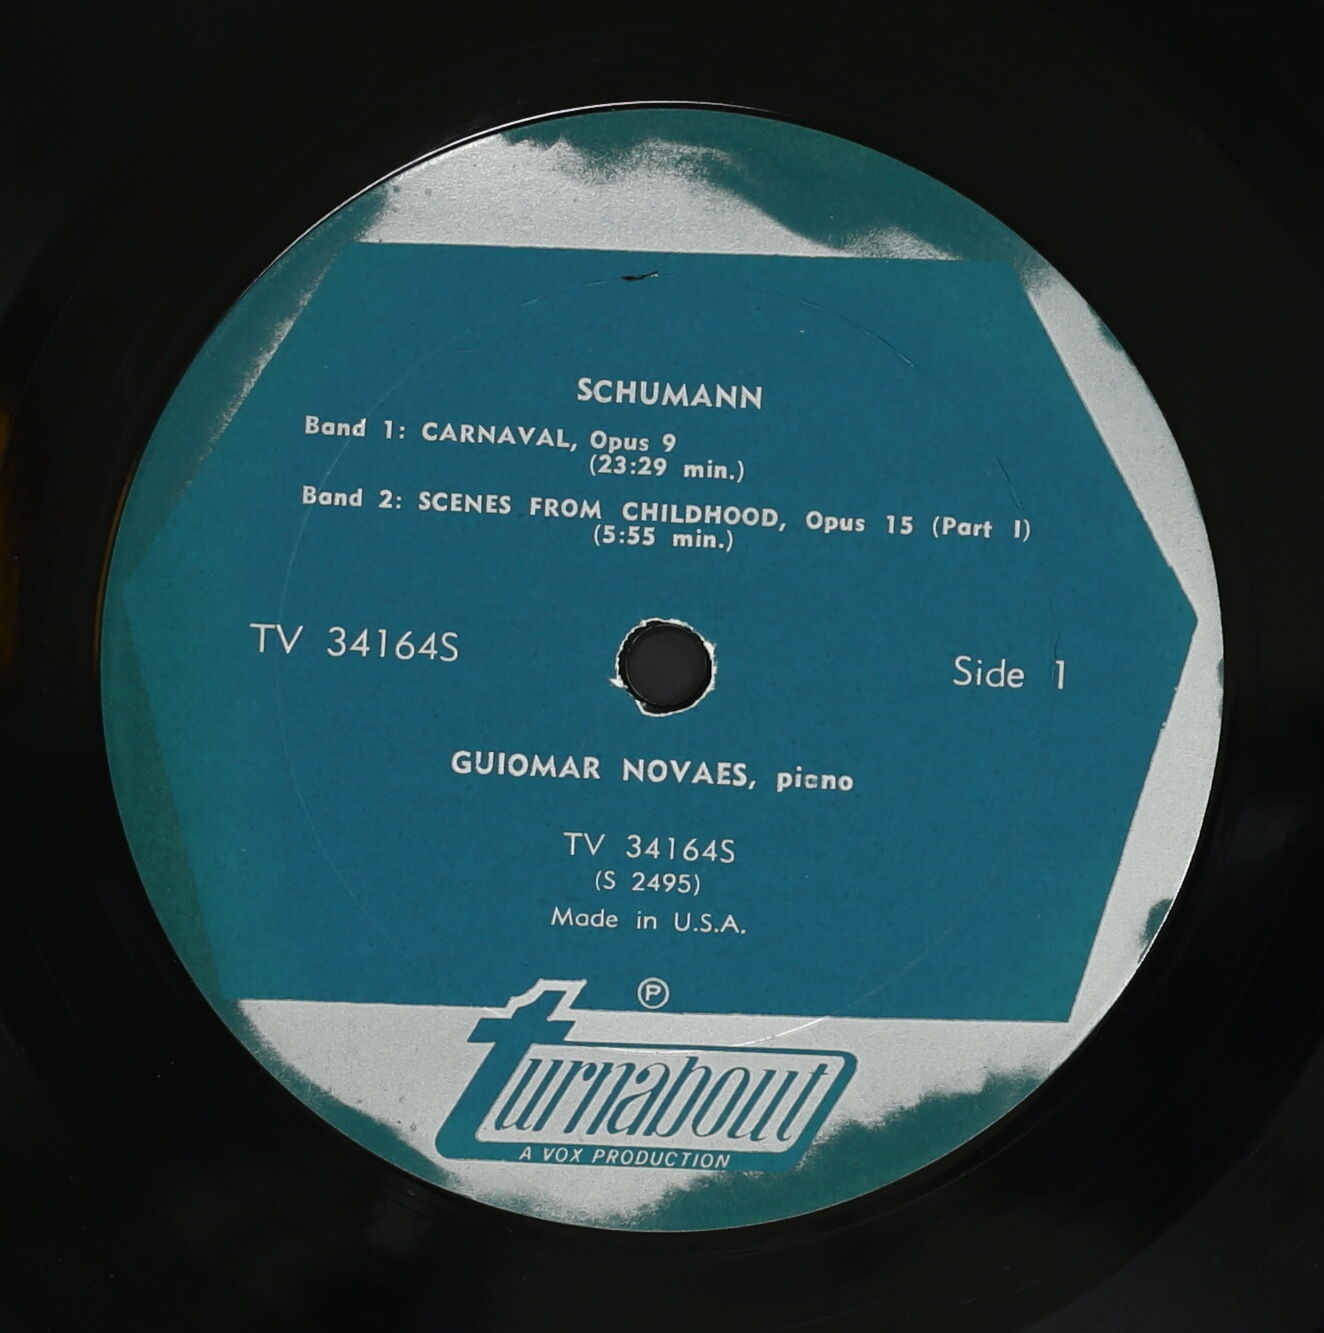 SCHUMANN
Band 1: CARNAVAL, Opus 9
(23:29 min.)
Band 2: SCENES FROM CHILDHOOD, Opus 15 (Part I)
(5:55 min.)
TV 34164S
Side 1
GUIOMAR NOVAES, piano
TV 34164S
(S 2495)
Made in U.S.A.
℗
turnabout
A VOX PRODUCTION